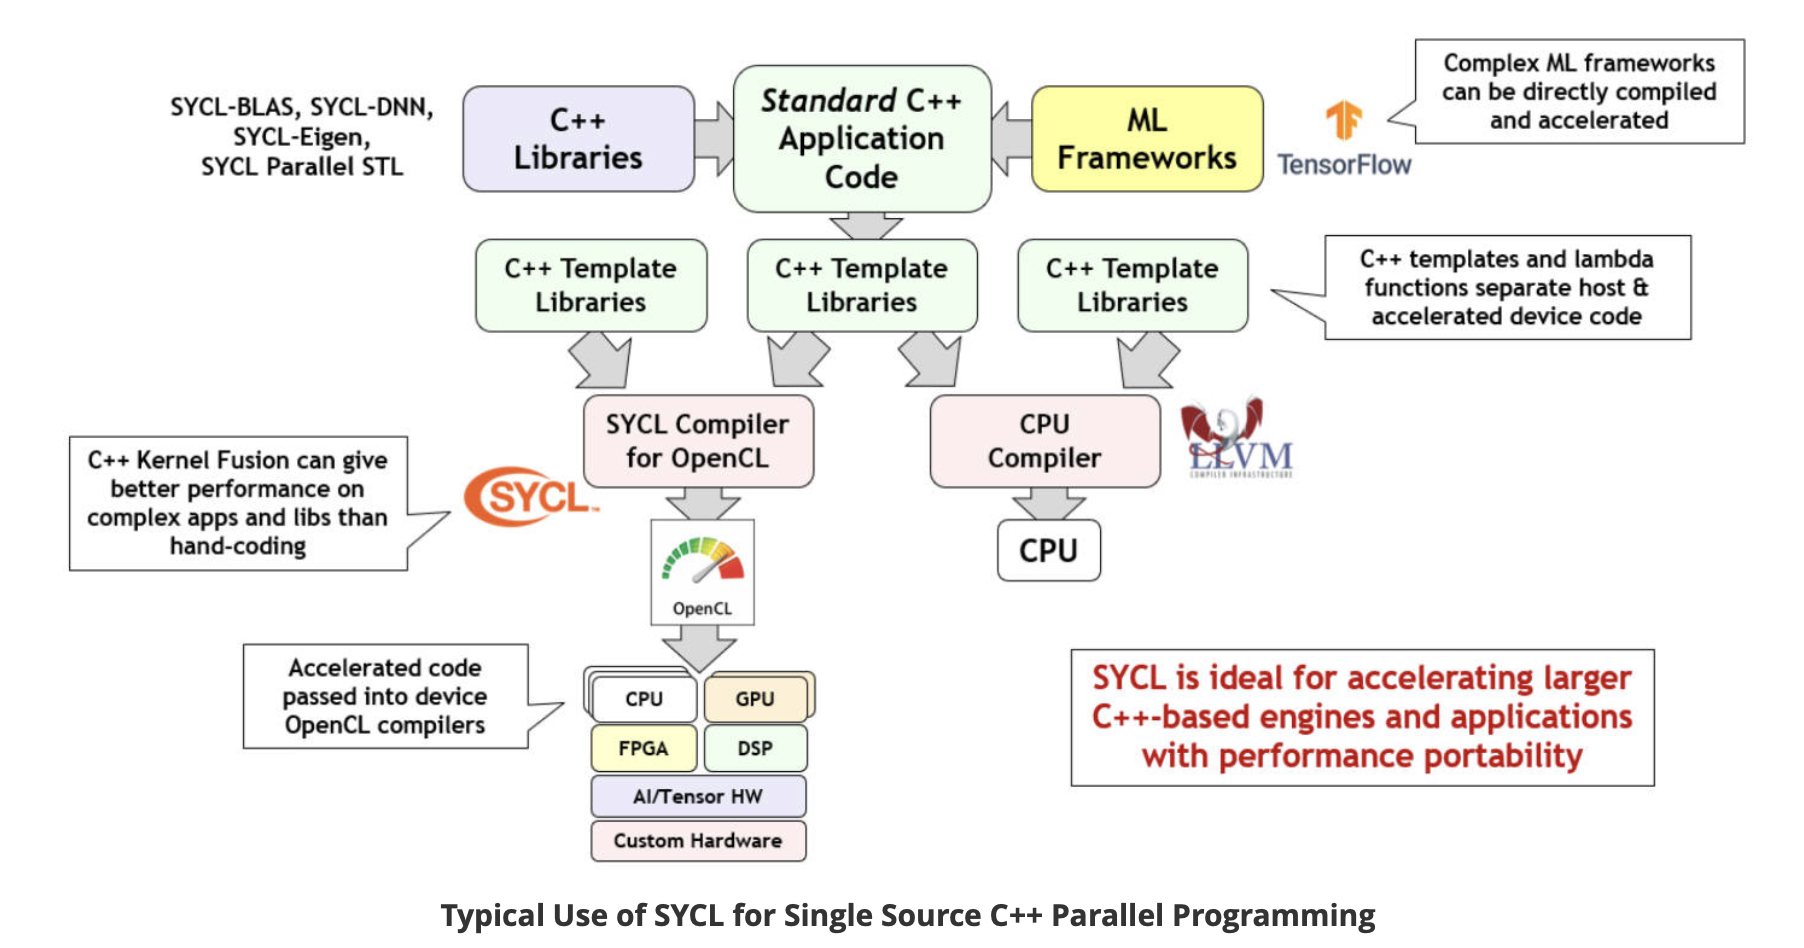 SYCL-BLAS, SYCL-DNN,
SYCL-Eigen,
SYCL Parallel STL
C++
Libraries
Standard C++
Application
Code
ML
Frameworks
TensorFlow
Complex ML frameworks
can be directly compiled
and accelerated
C++ Template
Libraries
C++ Template
Libraries
C++ Template
Libraries
C++ templates and lambda
functions separate host &
accelerated device code
SYCL Compiler
for OpenCL
CPU
Compiler
LLVM
COMPILER INFRASTRUCTURE
C++ Kernel Fusion can give
better performance on
complex apps and libs than
hand-coding
SYCL™
OpenCL
CPU
Accelerated code
passed into device
OpenCL compilers
CPU
GPU
FPGA
DSP
AI/Tensor HW
Custom Hardware
SYCL is ideal for accelerating larger
C++-based engines and applications
with performance portability
Typical Use of SYCL for Single Source C++ Parallel Programming